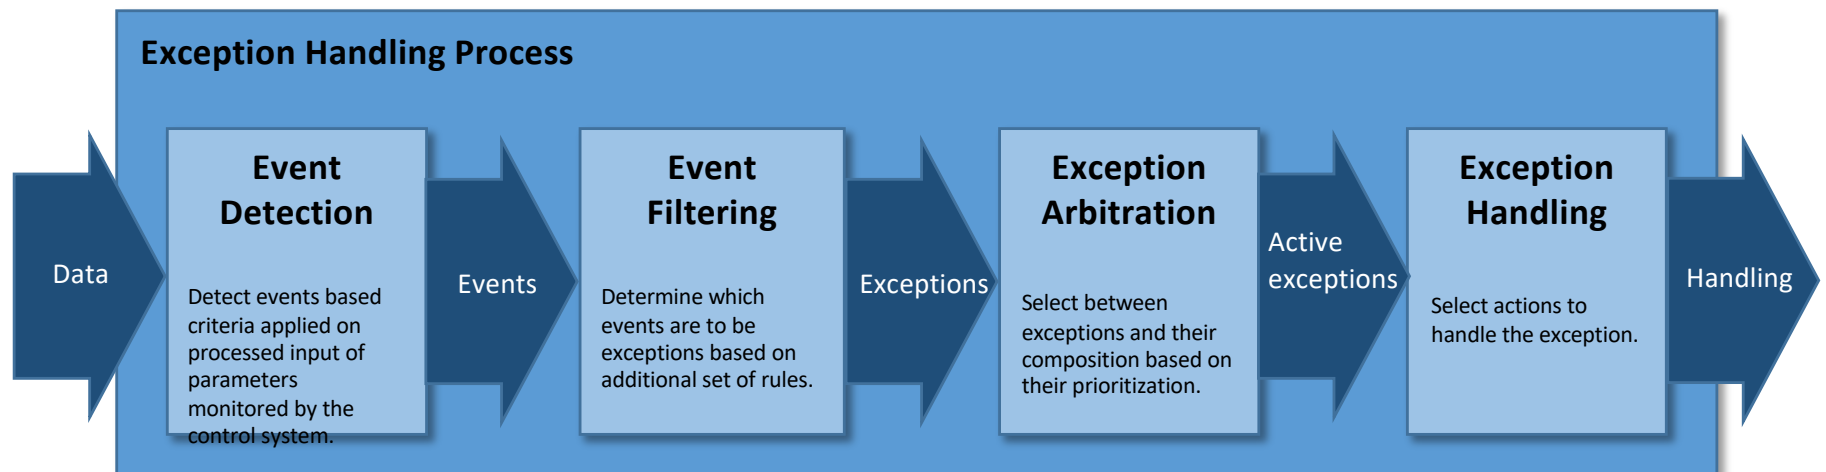 Exception Handling Process
Data
Event
Detection
Detect events based
criteria applied on
processed input of
parameters
monitored by the
control system.
Events
Event
Filtering
Determine which
events are to be
exceptions based on
additional set of rules.
Exceptions
Exception
Arbitration
Select between
exceptions and their
composition based on
their prioritization.
Active
exceptions
Exception
Handling
Select actions to
handle the exception.
Handling